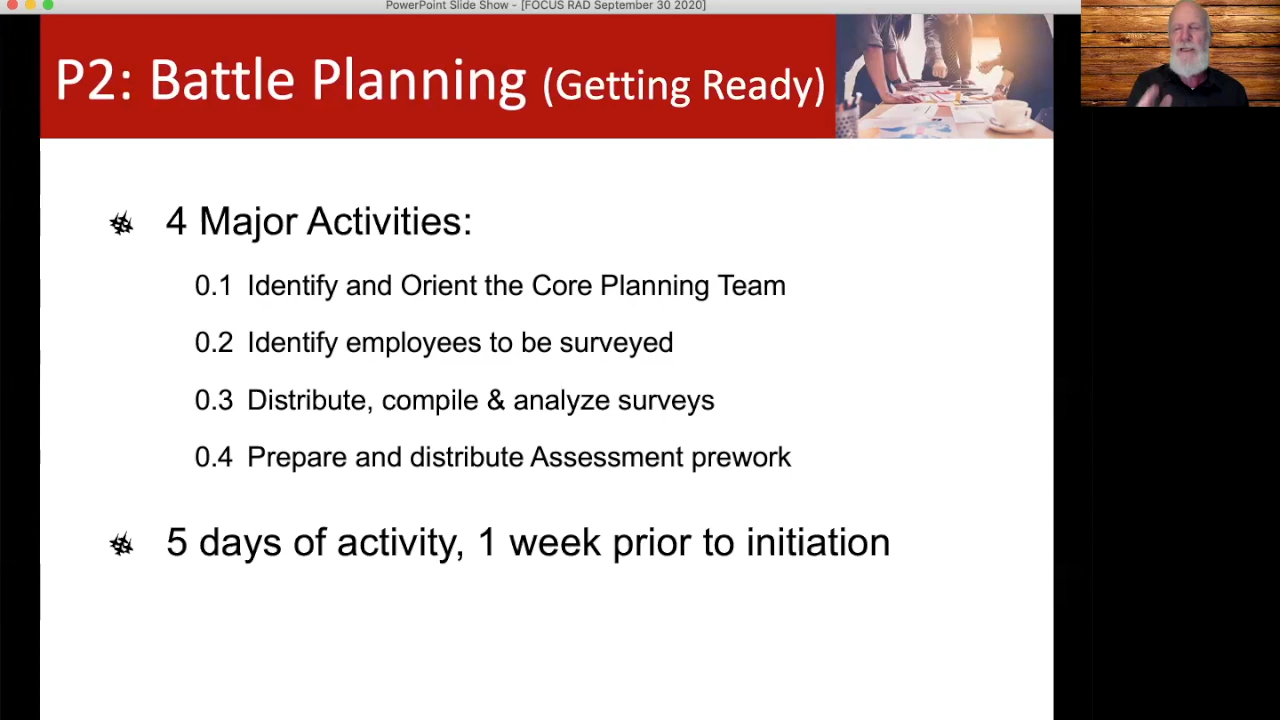 PowerPoint Slide Show - [FOCUS RAD September 30 2020]
P2: Battle Planning (Getting Ready)
4 Major Activities:
0.1 Identify and Orient the Core Planning Team
0.2 Identify employees to be surveyed
0.3 Distribute, compile & analyze surveys
0.4 Prepare and distribute Assessment prework
5 days of activity, 1 week prior to initiation